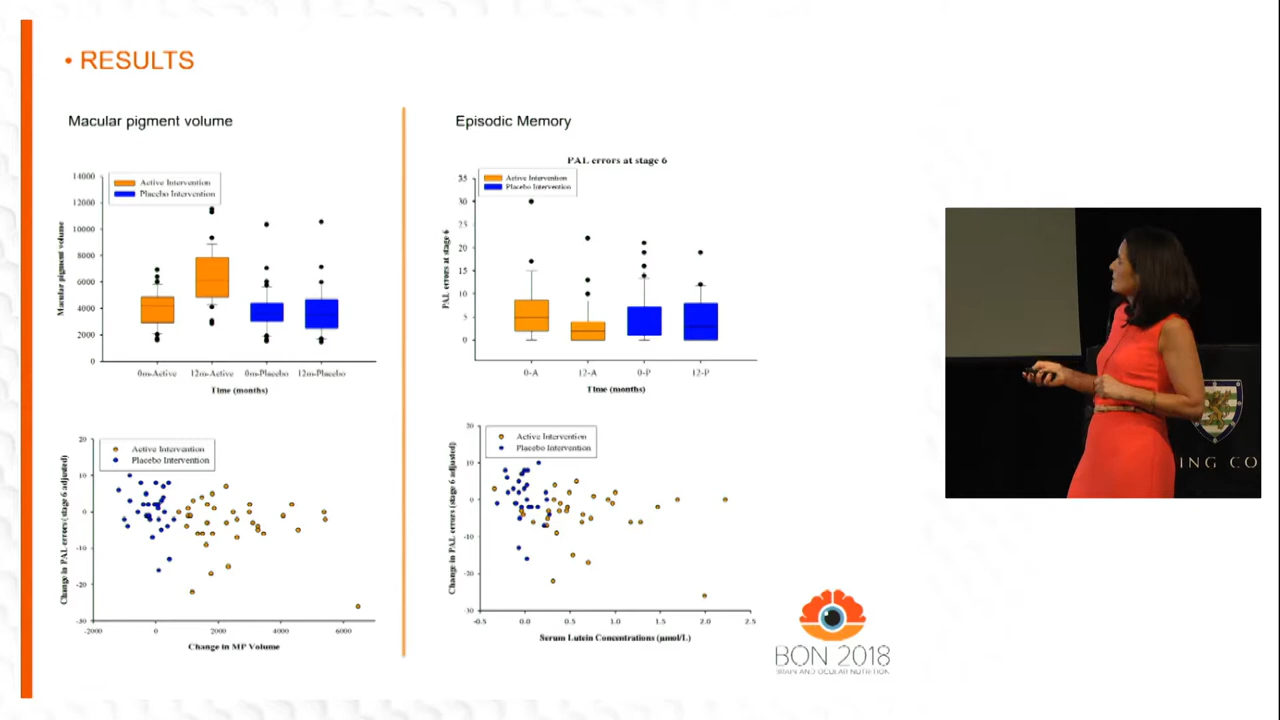 • RESULTS
Macular pigment volume
14000
12000
10000
8000
6000
4000
2000
0
Macular pigment volume
Active Intervention
Placebo Intervention
0m-Active 12m-Active 0m-Placebo 12m-Placebo
Time (months)
20
10
0
-10
-20
-30
Change in PAL errors (stage 6 adjusted)
Active Intervention
Placebo Intervention
-2000 0 2000 4000 6000
Change in MP Volume
Episodic Memory
PAL errors at stage 6
35
30
25
20
15
10
5
0
PAL errors at stage 6
Active Intervention
Placebo Intervention
0-A 12-A 0-P 12-P
Time (months)
10
0
-10
Change in PAL errors (stage 6 adjusted)
Active Intervention
Placebo Intervention
-0.5 0.0 0.5 1.0 1.5 2.0 2.5
Serum Lutein Concentrations (µmol/L)
BON 2018
BRAIN AND OCULAR NUTRITION
ING CO